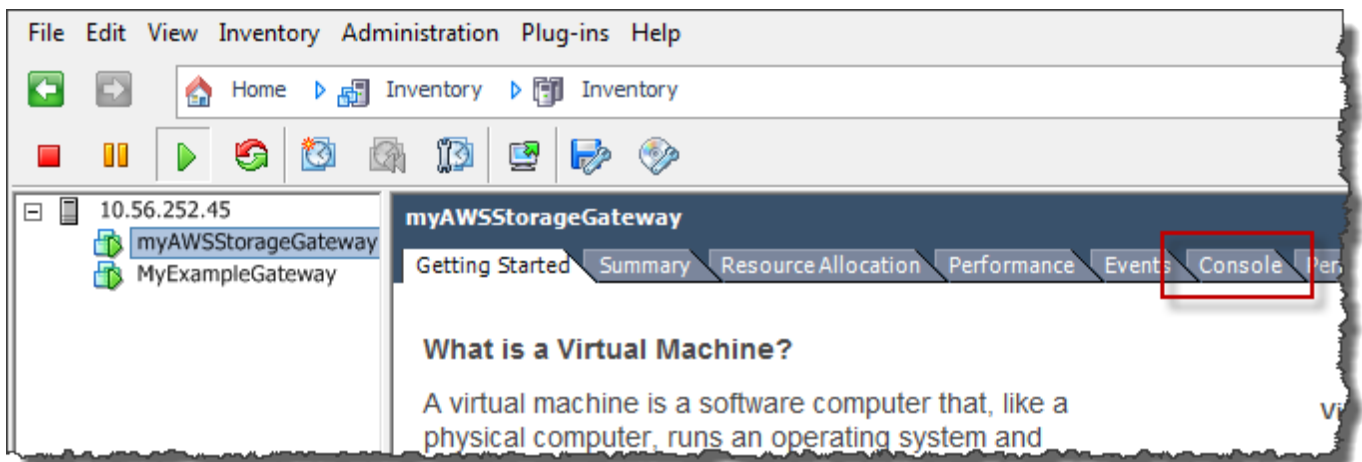 File Edit View Inventory Administration Plug-ins Help
Home Inventory Inventory
10.56.252.45
myAWSStorageGateway
MyExampleGateway
myAWSStorageGateway
Getting Started Summary Resource Allocation Performance Events Console
What is a Virtual Machine?
A virtual machine is a software computer that, like a
physical computer, runs an operating system and